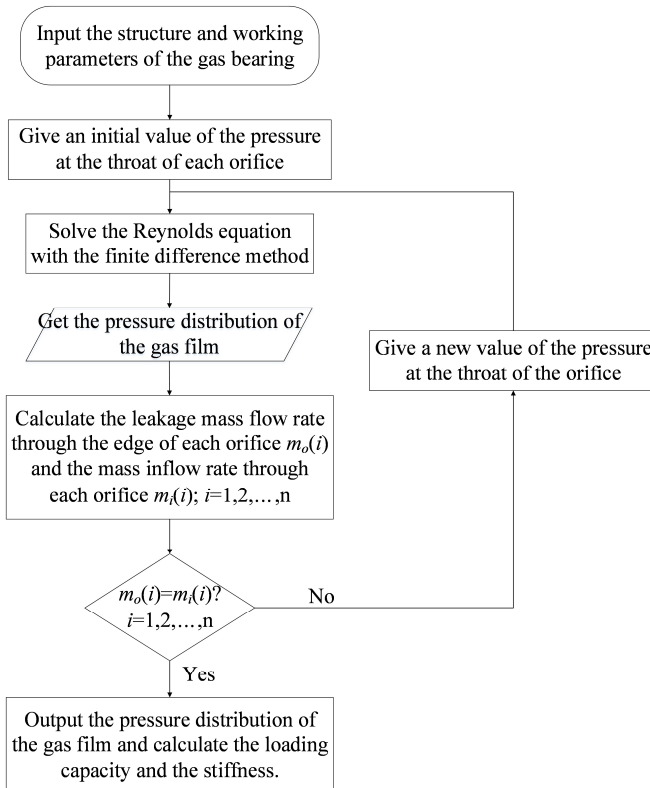 Input the structure and working
parameters of the gas bearing
Give an initial value of the pressure
at the throat of each orifice
Solve the Reynolds equation
with the finite difference method
Get the pressure distribution of
the gas film
Give a new value of the pressure
at the throat of the orifice
Calculate the leakage mass flow rate
through the edge of each orifice mₒ(i)
and the mass inflow rate through
each orifice mᵢ(i); i=1,2,…,n
mₒ(i)=mᵢ(i)?
i=1,2,…,n
No
Yes
Output the pressure distribution of
the gas film and calculate the loading
capacity and the stiffness.